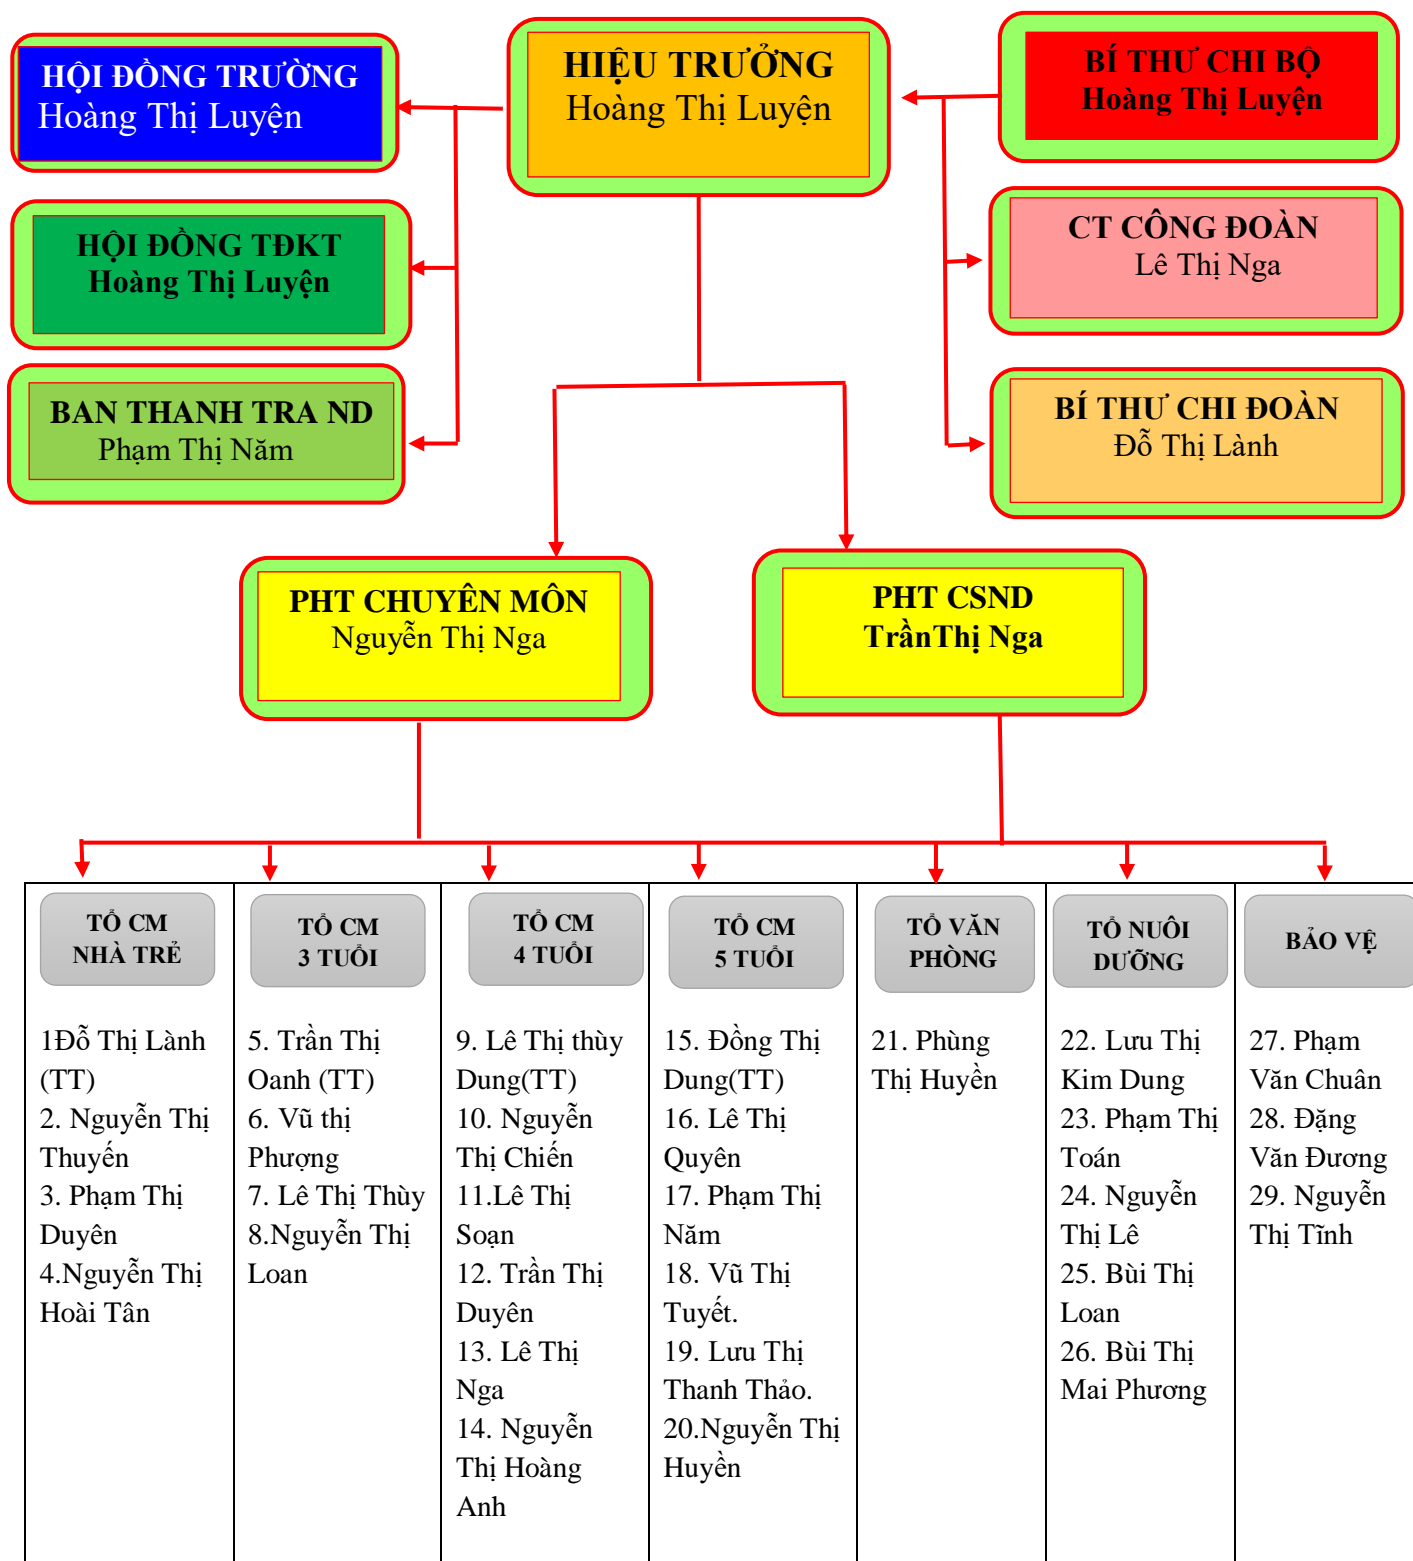 HỘI ĐỒNG TRƯỜNG
Hoàng Thị Luyện
HIỆU TRƯỞNG
Hoàng Thị Luyện
BÍ THƯ CHI BỘ
Hoàng Thị Luyện
HỘI ĐỒNG TĐKT
Hoàng Thị Luyện
CT CÔNG ĐOÀN
Lê Thị Nga
BAN THANH TRA ND
Phạm Thị Năm
BÍ THƯ CHI ĐOÀN
Đỗ Thị Lành
PHT CHUYÊN MÔN
Nguyễn Thị Nga
PHT CSND
TrầnThị Nga
TỔ CM
NHÀ TRẺ
TỔ CM
3 TUỔI
TỔ CM
4 TUỔI
TỔ CM
5 TUỔI
TỔ VĂN
PHÒNG
TỔ NUÔI
DƯỠNG
BẢO VỆ
1Đỗ Thị Lành
(TT)
2. Nguyễn Thị
Thuyến
3. Phạm Thị
Duyên
4.Nguyễn Thị
Hoài Tân
5. Trần Thị
Oanh (TT)
6. Vũ thị
Phượng
7. Lê Thị Thùy
8.Nguyễn Thị
Loan
9. Lê Thị thùy
Dung(TT)
10. Nguyễn
Thị Chiến
11.Lê Thị
Soạn
12. Trần Thị
Duyên
13. Lê Thị
Nga
14. Nguyễn
Thị Hoàng
Anh
15. Đồng Thị
Dung(TT)
16. Lê Thị
Quyên
17. Phạm Thị
Năm
18. Vũ Thị
Tuyết.
19. Lưu Thị
Thanh Thảo.
20.Nguyễn Thị
Huyền
21. Phùng
Thị Huyền
22. Lưu Thị
Kim Dung
23. Phạm Thị
Toán
24. Nguyễn
Thị Lê
25. Bùi Thị
Loan
26. Bùi Thị
Mai Phương
27. Phạm
Văn Chuân
28. Đặng
Văn Đương
29. Nguyễn
Thị Tĩnh